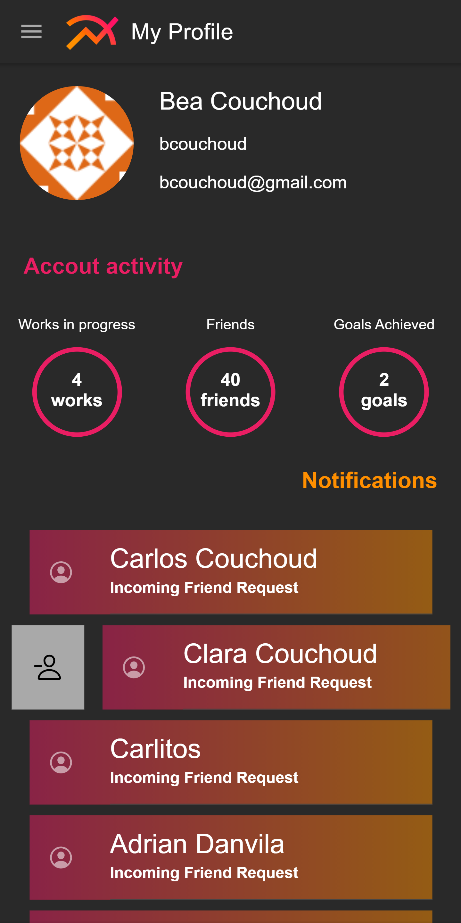 My Profile
Bea Couchoud
bcouchoud
bcouchoud@gmail.com
Accout activity
Works in progress
Friends
Goals Achieved
4
works
40
friends
2
goals
Notifications
Carlos Couchoud
Incoming Friend Request
Clara Couchoud
Incoming Friend Request
Carlitos
Incoming Friend Request
Adrian Danvila
Incoming Friend Request